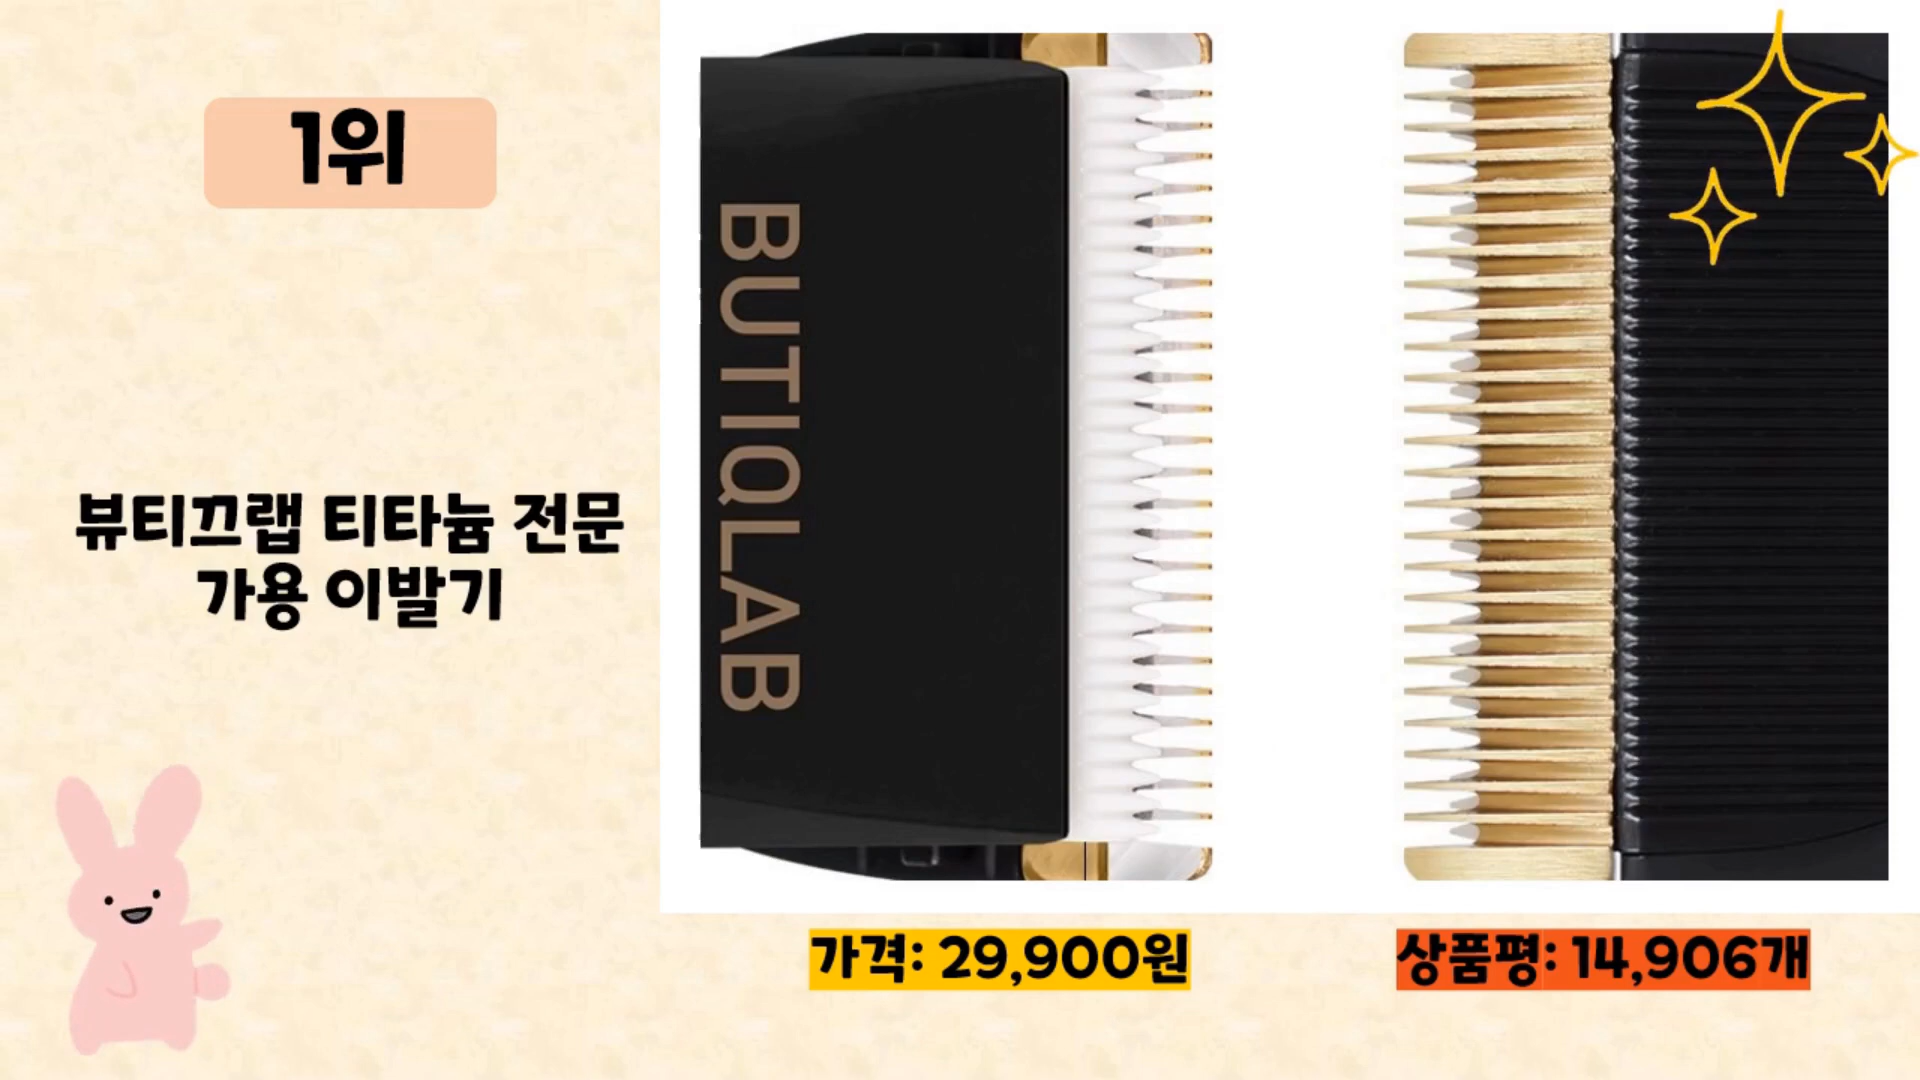 1위
뷰티끄랩 티타늄 전문
가용 이발기
BUTIQLAB
가격: 29,900원
상품평: 14,906개